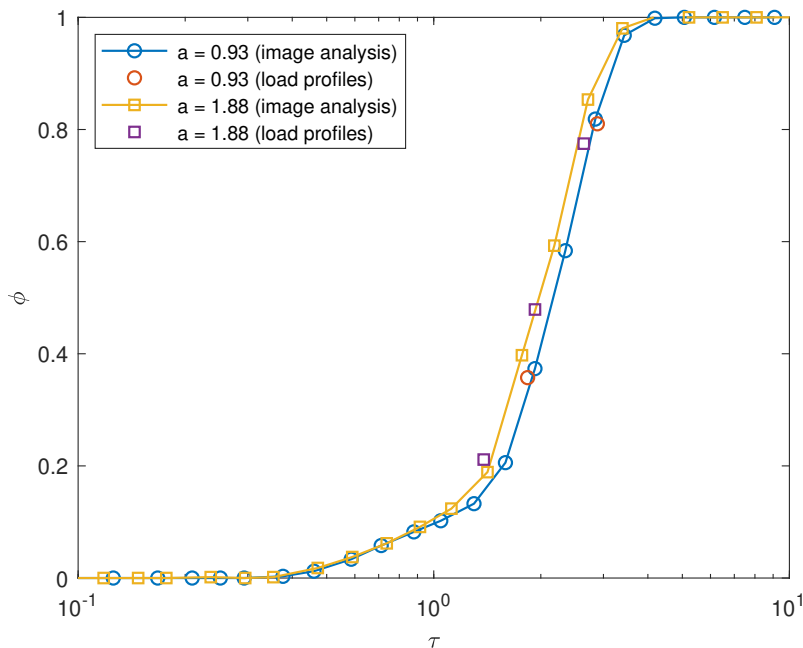 1
a = 0.93 (image analysis)
a = 0.93 (load profiles)
a = 1.88 (image analysis)
a = 1.88 (load profiles)
0.8
0.6
ϕ
0.4
0.2
0
10⁻¹ 10⁰ 10¹
τ